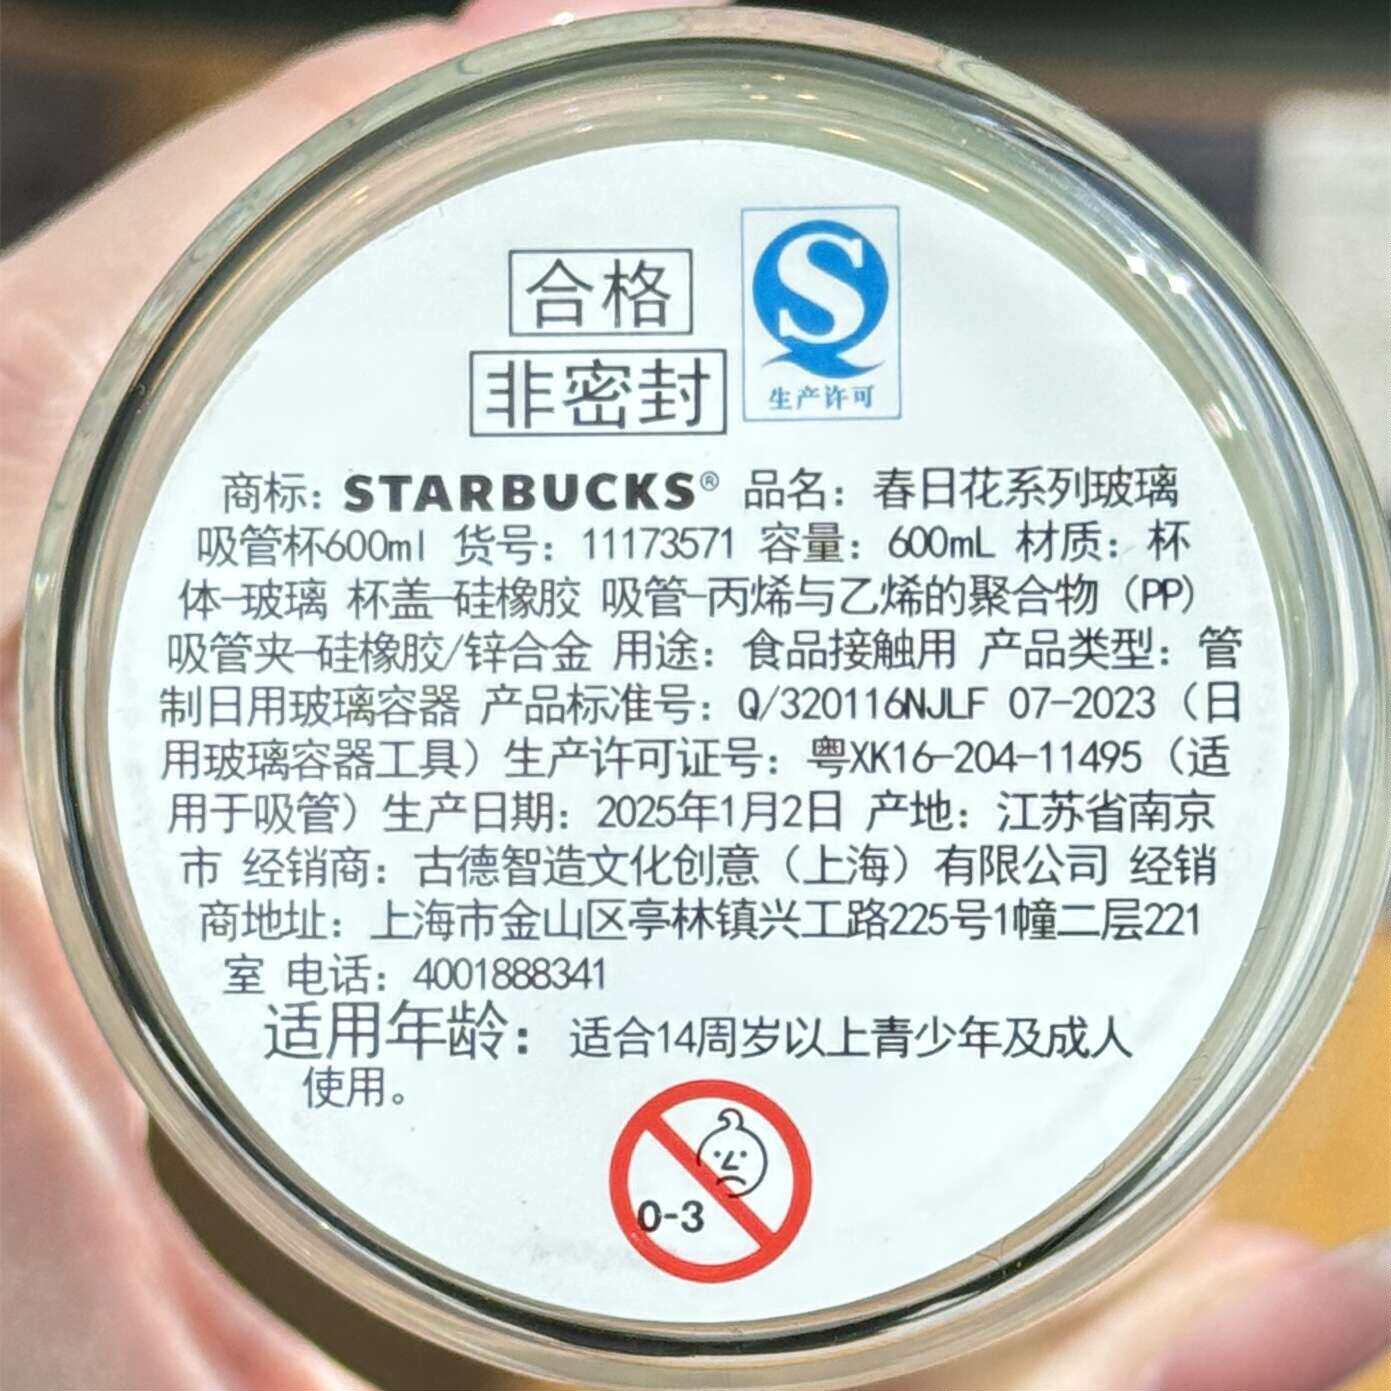 合格
非密封
生产许可
商标：STARBUCKS® 品名：春日花系列玻璃
吸管杯600ml 货号：11173571 容量：600mL 材质：杯
体-玻璃 杯盖-硅橡胶 吸管-丙烯与乙烯的聚合物（PP）
吸管夹-硅橡胶/锌合金 用途：食品接触用 产品类型：管
制日用玻璃容器 产品标准号：Q/320116NJLF 07-2023（日
用玻璃容器工具）生产许可证号：粤XK16-204-11495（适
用于吸管）生产日期：2025年1月2日 产地：江苏省南京
市 经销商：古德智造文化创意（上海）有限公司 经销
商地址：上海市金山区亭林镇兴工路225号1幢二层221
室 电话：4001888341
适用年龄：适合14周岁以上青少年及成人
使用。
0-3